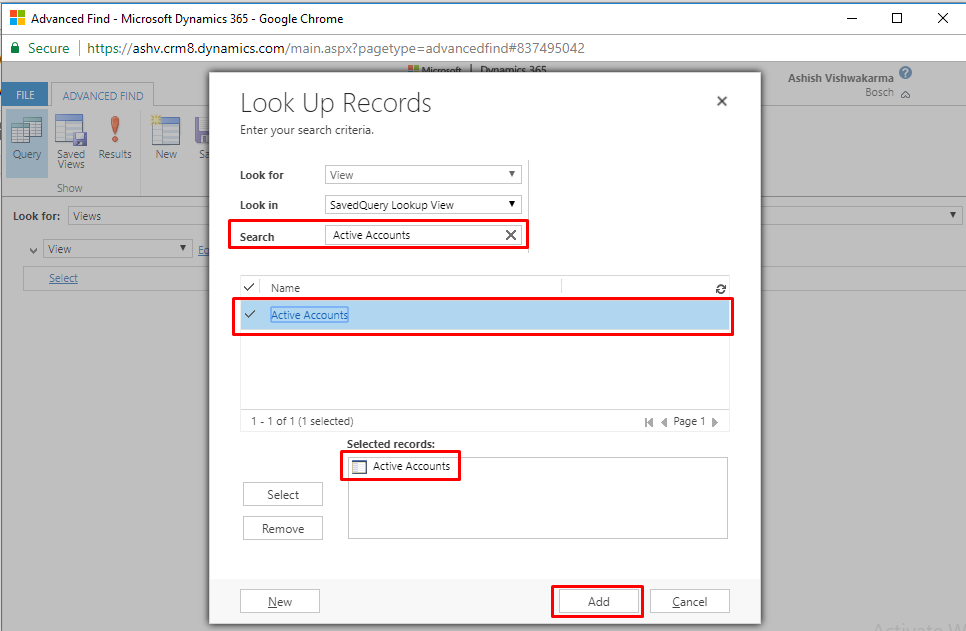 Advanced Find - Microsoft Dynamics 365 - Google Chrome
Secure | https://ashv.crm8.dynamics.com/main.aspx?pagetype=advancedfind#837495042
Microsoft | Dynamics 365
Ashish Vishwakarma
Bosch
FILE ADVANCED FIND
Query Saved Views Results New
Show
Look for: Views
View
Select
Look Up Records
Enter your search criteria.
Look for View
Look in SavedQuery Lookup View
Search Active Accounts
Name
Active Accounts
1 - 1 of 1 (1 selected) Page 1
Selected records:
Active Accounts
Select
Remove
New Add Cancel